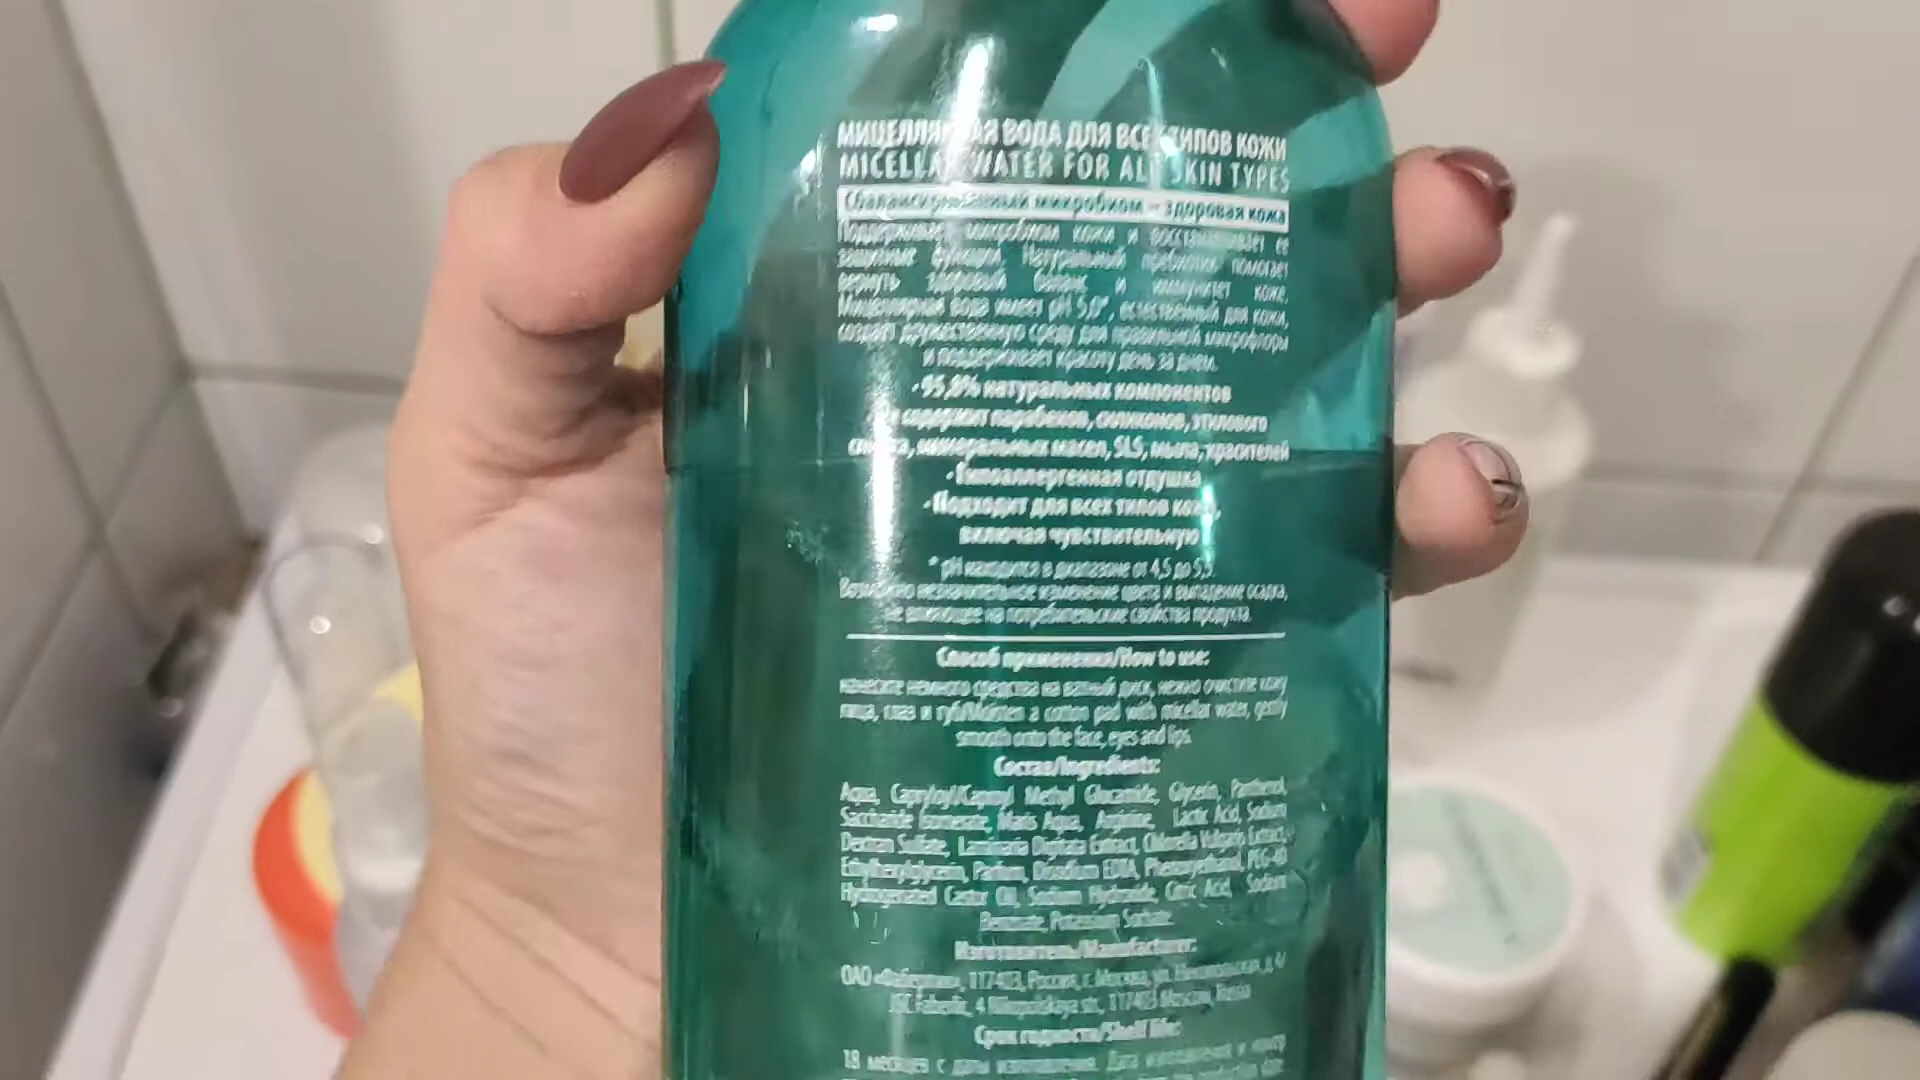 МИЦЕЛЛЯРНАЯ ВОДА ДЛЯ ВСЕХ ТИПОВ КОЖИ
MICELLAR WATER FOR ALL SKIN TYPES
Сбалансированный микробиом – здоровая кожа
Поддерживает микробиом кожи и восстанавливает ее
защитные функции. Натуральный пребиотик помогает
вернуть здоровый баланс и иммунитет коже.
Мицеллярная вода имеет pH 5,0*, естественный для кожи,
создает дружественную среду для правильной микрофлоры
и поддерживает красоту день за днем.
· 95,8% натуральных компонентов
Не содержит парабенов, силиконов, этилового
спирта, минеральных масел, SLS, мыла, красителей
· Гипоаллергенная отдушка
· Подходит для всех типов кожи,
включая чувствительную
* pH находится в диапазоне от 4,5 до 5,5.
Возможно незначительное изменение цвета и выпадение осадка,
не влияющее на потребительские свойства продукта.
Способ применения/How to use:
нанесите немного средства на ватный диск, нежно очистите кожу
лица, глаз и губ/Moisten a cotton pad with micellar water, gently
smooth onto the face, eyes and lips.
Состав/Ingredients:
Aqua, Capryloyl/Caproyl Methyl Glucamide, Glycerin, Panthenol,
Saccharide Isomerate, Maris Aqua, Arginine, Lactic Acid, Sodium
Dextran Sulfate, Laminaria Digitata Extract, Chlorella Vulgaris Extract,
Ethylhexylglycerin, Parfum, Disodium EDTA, Phenoxyethanol, PEG-40
Hydrogenated Castor Oil, Sodium Hydroxide, Citric Acid, Sodium
Benzoate, Potassium Sorbate.
Изготовитель/Manufacturer:
ОАО «Фаберлик», 117403, Россия, г. Москва, ул. Никопольская, д. 4/
JSC Faberlic, 4 Nikopolskaya str., 117403 Moscow, Russia
Срок годности/Shelf life:
18 месяцев с даты изготовления. Дата изготовления и номер